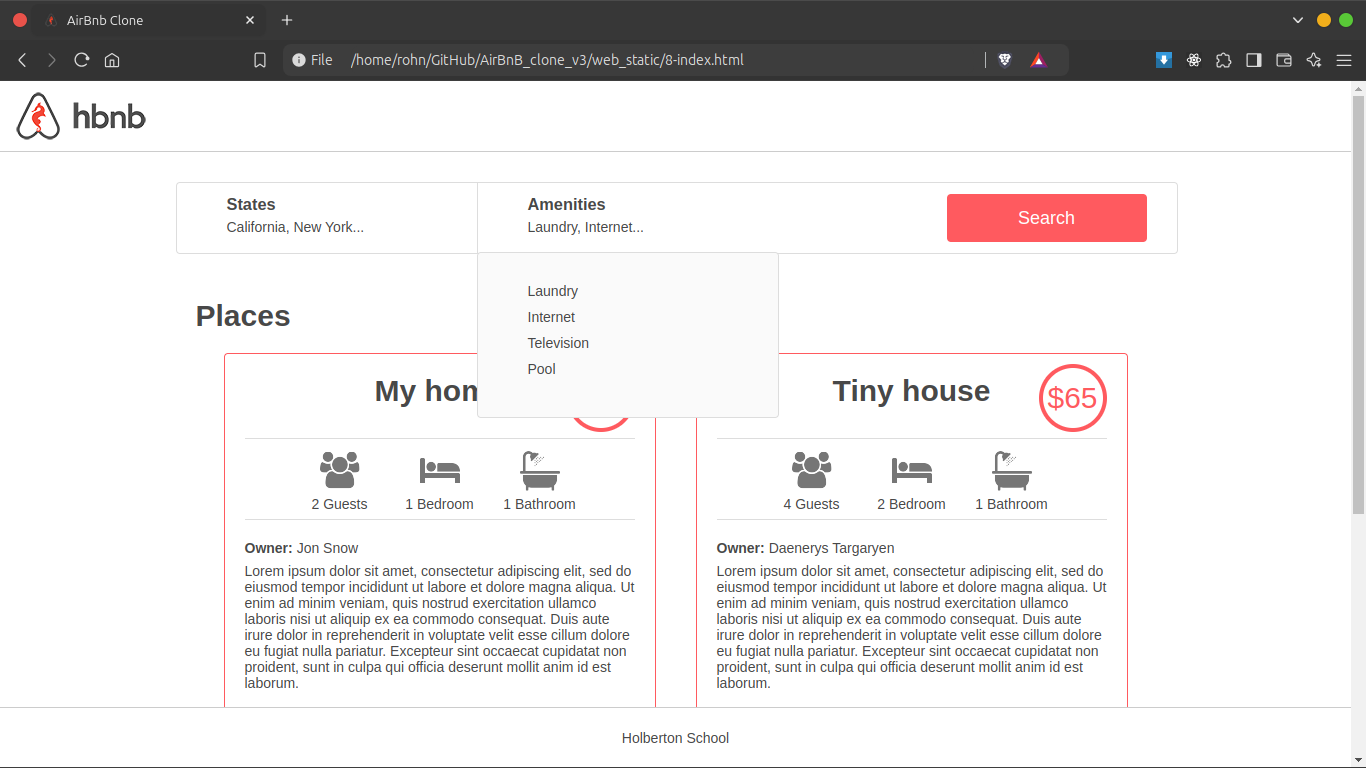 AirBnb Clone
File /home/rohn/GitHub/AirBnB_clone_v3/web_static/8-index.html
hbnb
States
California, New York...
Amenities
Laundry, Internet...
Search
Laundry
Internet
Television
Pool
Places
My hom
2 Guests 1 Bedroom 1 Bathroom
Owner: Jon Snow
Lorem ipsum dolor sit amet, consectetur adipiscing elit, sed do
eiusmod tempor incididunt ut labore et dolore magna aliqua. Ut
enim ad minim veniam, quis nostrud exercitation ullamco
laboris nisi ut aliquip ex ea commodo consequat. Duis aute
irure dolor in reprehenderit in voluptate velit esse cillum dolore
eu fugiat nulla pariatur. Excepteur sint occaecat cupidatat non
proident, sunt in culpa qui officia deserunt mollit anim id est
laborum.
Tiny house
$65
4 Guests 2 Bedroom 1 Bathroom
Owner: Daenerys Targaryen
Lorem ipsum dolor sit amet, consectetur adipiscing elit, sed do
eiusmod tempor incididunt ut labore et dolore magna aliqua. Ut
enim ad minim veniam, quis nostrud exercitation ullamco
laboris nisi ut aliquip ex ea commodo consequat. Duis aute
irure dolor in reprehenderit in voluptate velit esse cillum dolore
eu fugiat nulla pariatur. Excepteur sint occaecat cupidatat non
proident, sunt in culpa qui officia deserunt mollit anim id est
laborum.
Holberton School